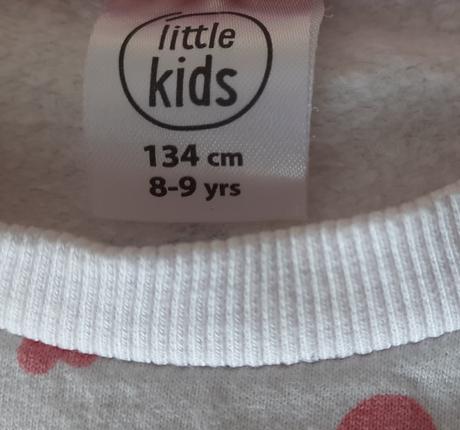 little
kids
134 cm
8-9 yrs